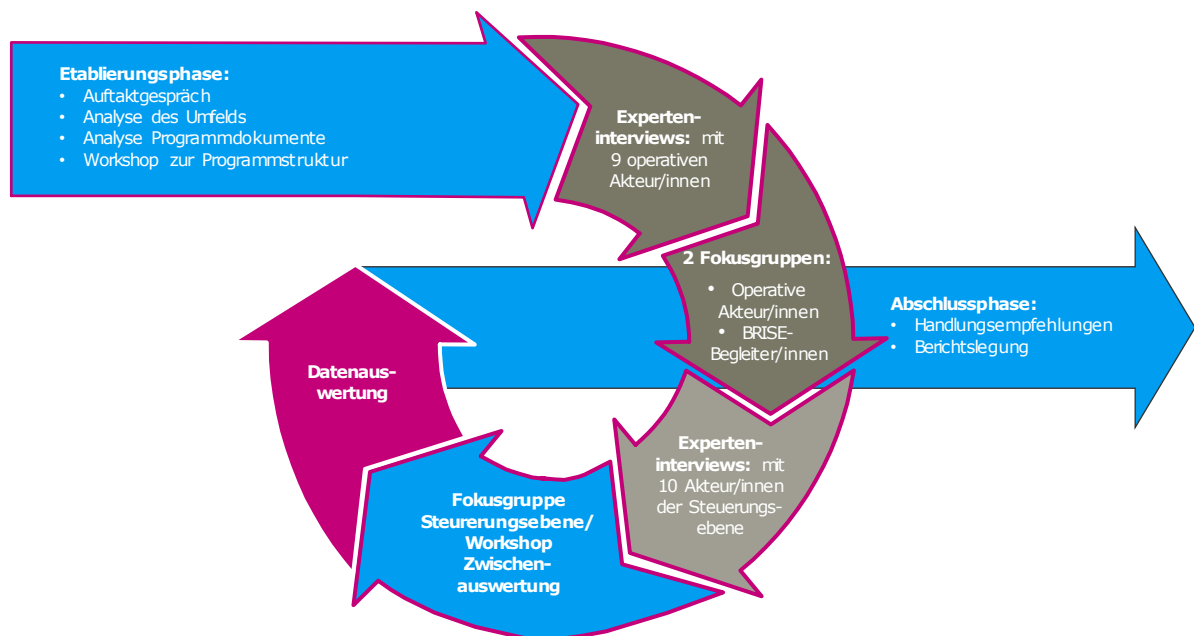 Etablierungsphase:
• Auftaktgespräch
• Analyse des Umfelds
• Analyse Programmdokumente
• Workshop zur Programmstruktur
Experten-
interviews: mit
9 operativen
Akteur/innen
2 Fokusgruppen:
• Operative
Akteur/innen
• BRISE-
Begleiter/innen
Experten-
interviews: mit
10 Akteur/innen
der Steuerungs-
ebene
Fokusgruppe
Steurerungsebene/
Workshop
Zwischen-
auswertung
Datenaus-
wertung
Abschlussphase:
• Handlungsempfehlungen
• Berichtslegung